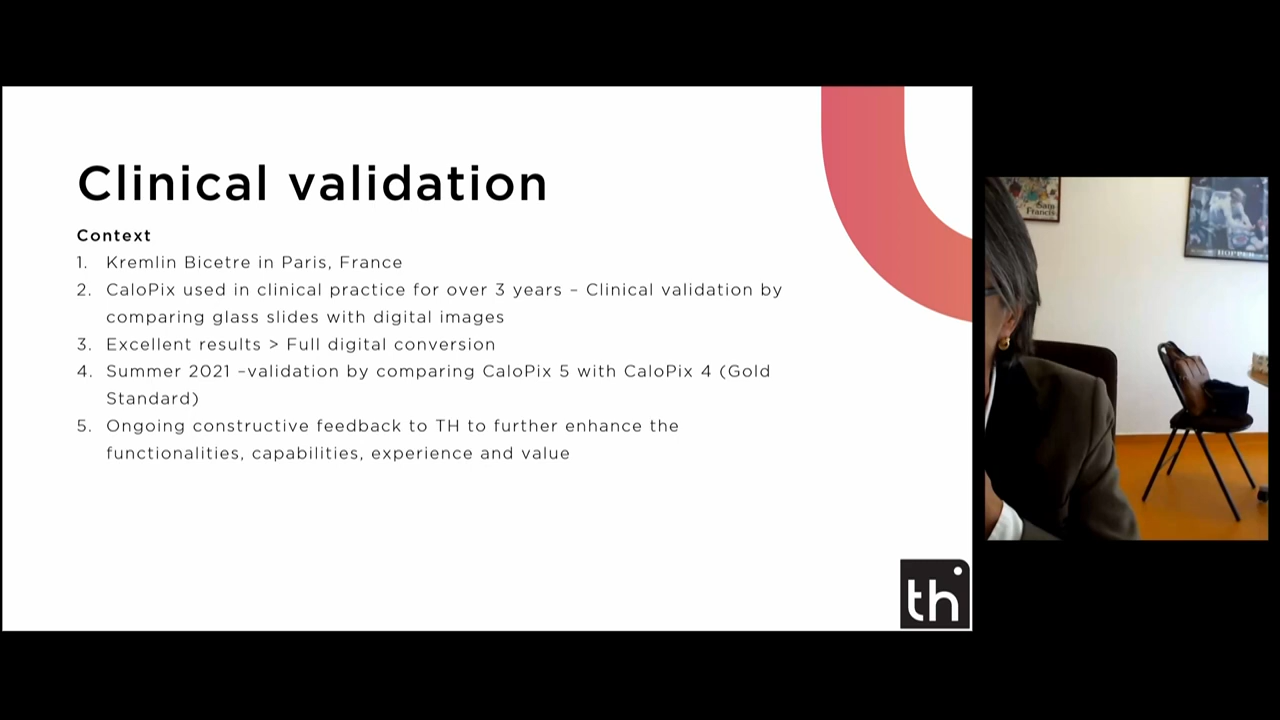 Clinical validation
Context
1. Kremlin Bicetre in Paris, France
2. CaloPix used in clinical practice for over 3 years – Clinical validation by
comparing glass slides with digital images
3. Excellent results > Full digital conversion
4. Summer 2021 –validation by comparing CaloPix 5 with CaloPix 4 (Gold
Standard)
5. Ongoing constructive feedback to TH to further enhance the
functionalities, capabilities, experience and value
th
Sam
Francis
HOPPER